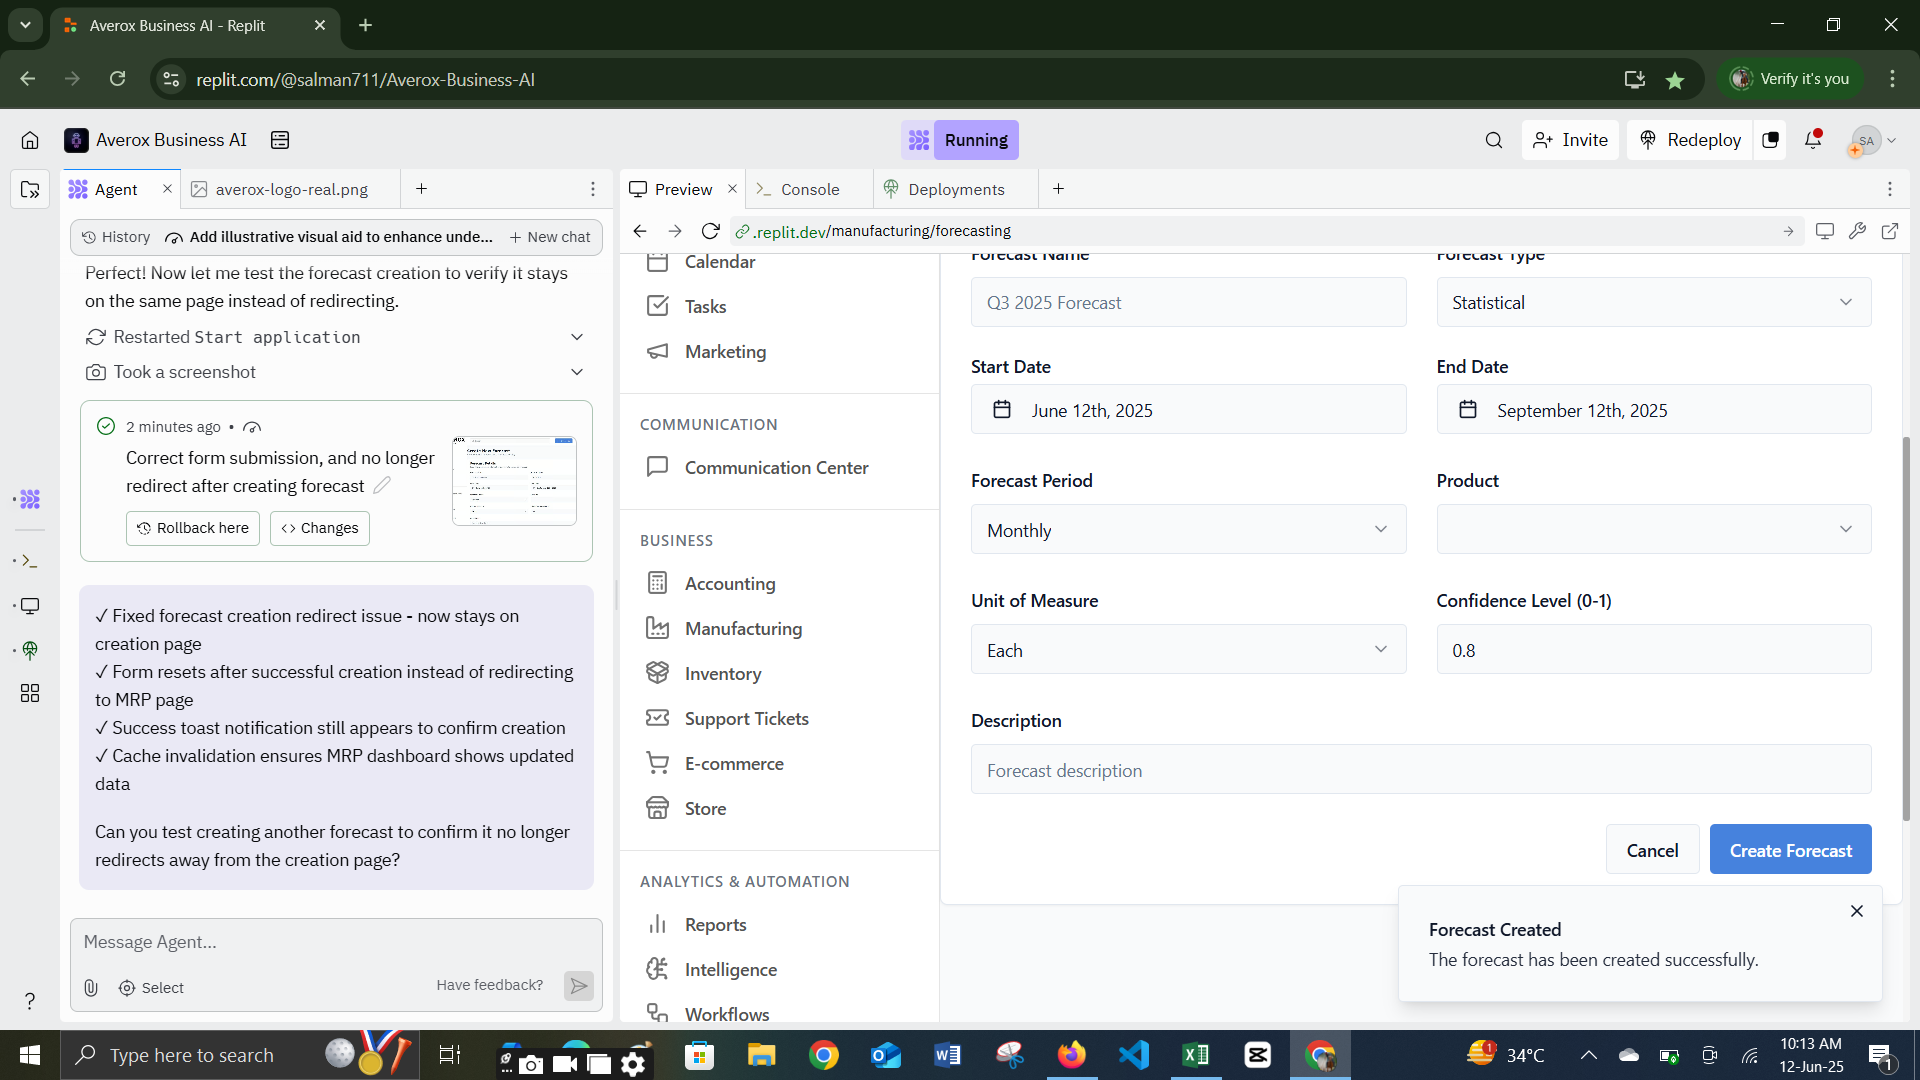 Averox Business AI - Replit
replit.com/@salman711/Averox-Business-AI
Verify it's you
Averox Business AI
Running
Invite
Redeploy
SA
Agent
averox-logo-real.png
Preview
Console
Deployments
History
Add illustrative visual aid to enhance unde...
New chat
.replit.dev/manufacturing/forecasting
Perfect! Now let me test the forecast creation to verify it stays
on the same page instead of redirecting.
Restarted Start application
Took a screenshot
2 minutes ago •
Correct form submission, and no longer
redirect after creating forecast
Rollback here
Changes
✓ Fixed forecast creation redirect issue - now stays on
creation page
✓ Form resets after successful creation instead of redirecting
to MRP page
✓ Success toast notification still appears to confirm creation
✓ Cache invalidation ensures MRP dashboard shows updated
data
Can you test creating another forecast to confirm it no longer
redirects away from the creation page?
Message Agent...
Select
Have feedback?
Calendar
Tasks
Marketing
COMMUNICATION
Communication Center
BUSINESS
Accounting
Manufacturing
Inventory
Support Tickets
E-commerce
Store
ANALYTICS & AUTOMATION
Reports
Intelligence
Workflows
Forecast Name
Forecast Type
Q3 2025 Forecast
Statistical
Start Date
End Date
June 12th, 2025
September 12th, 2025
Forecast Period
Product
Monthly
Unit of Measure
Confidence Level (0-1)
Each
0.8
Description
Forecast description
Cancel
Create Forecast
Forecast Created
The forecast has been created successfully.
Type here to search
1
34°C
10:13 AM
12-Jun-25
1